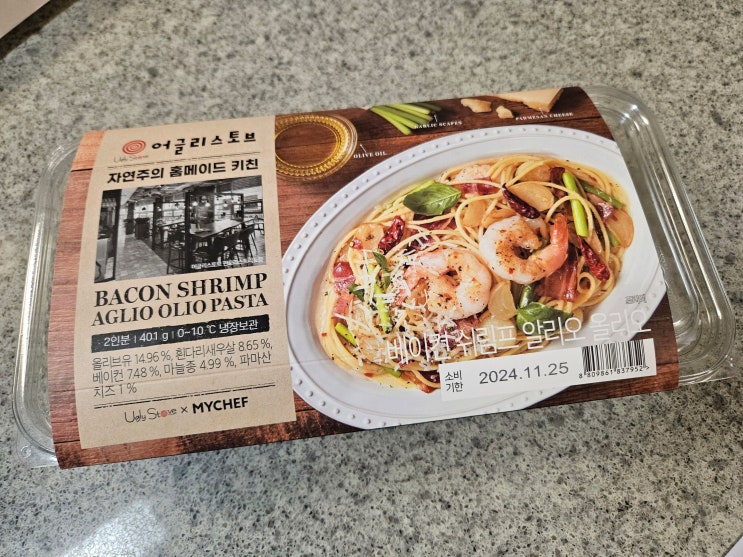 어글리스토브
Ugly Stove
자연주의 홈메이드 키친
BACON SHRIMP
AGLIO OLIO PASTA
2인분 | 401 g | 0~10 ℃ 냉장보관
올리브유 14.96 %, 흰다리새우살 8.65 %,
베이컨 7.48 %, 마늘종 4.99 %, 파마산
치즈 1 %
Ugly Stove × MYCHEF
OLIVE OIL
GARLIC SCAPES
PARMESAN CHEESE
베이컨 쉬림프 알리오 올리오
소비
기한
2024.11.25
8 809861 837952